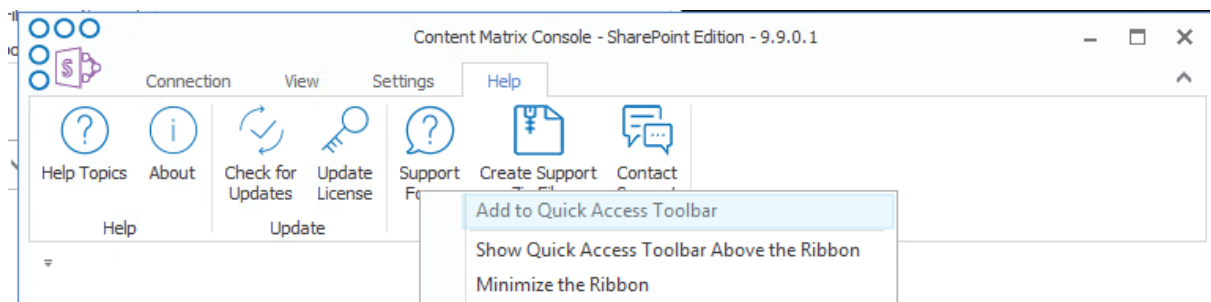 Content Matrix Console - SharePoint Edition - 9.9.0.1
Connection View Settings Help
Help Topics About Check for Updates Update License Support Create Support Contact
Help Update
Add to Quick Access Toolbar
Show Quick Access Toolbar Above the Ribbon
Minimize the Ribbon